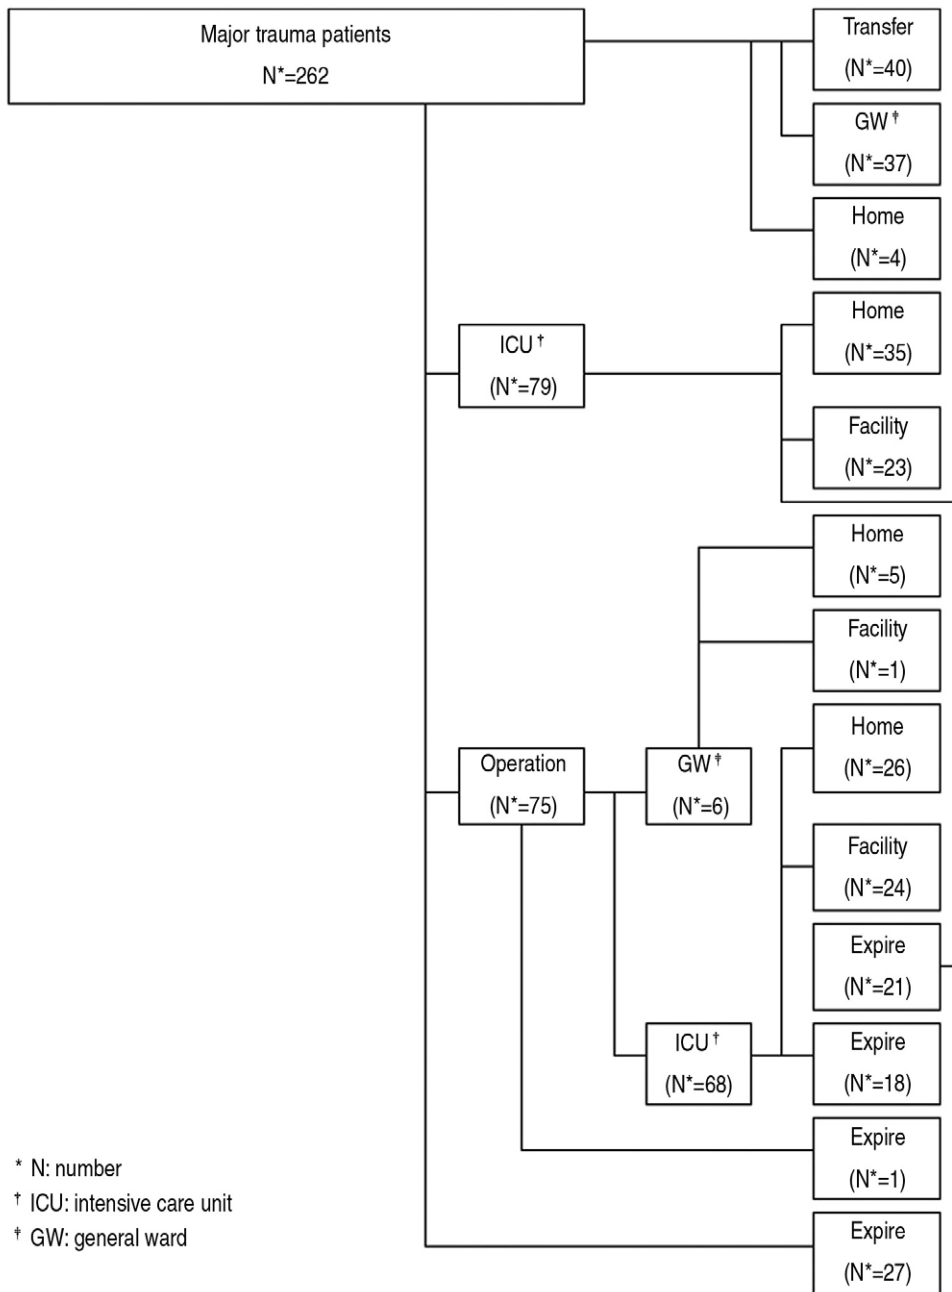 Major trauma patients
N*=262
Transfer
(N*=40)
GW‡
(N*=37)
Home
(N*=4)
ICU†
(N*=79)
Home
(N*=35)
Facility
(N*=23)
Home
(N*=5)
Facility
(N*=1)
Operation
(N*=75)
GW‡
(N*=6)
Home
(N*=26)
Facility
(N*=24)
Expire
(N*=21)
ICU†
(N*=68)
Expire
(N*=18)
Expire
(N*=1)
Expire
(N*=27)
* N: number
† ICU: intensive care unit
‡ GW: general ward